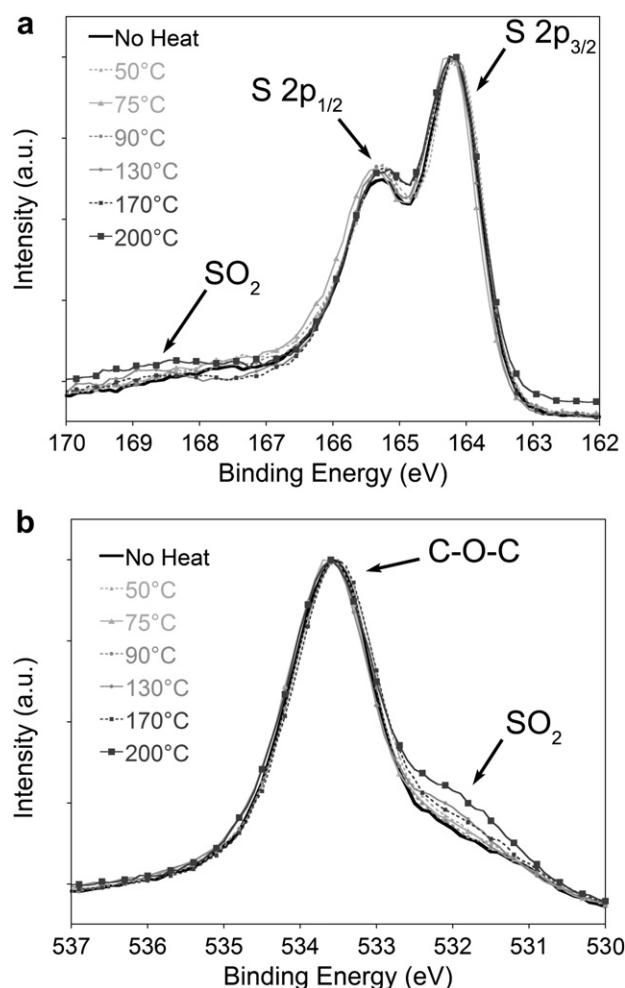 a
No Heat
50°C
75°C
90°C
130°C
170°C
200°C
S 2p1/2
S 2p3/2
SO2
Intensity (a.u.)
170 169 168 167 166 165 164 163 162
Binding Energy (eV)
b
No Heat
50°C
75°C
90°C
130°C
170°C
200°C
C-O-C
SO2
Intensity (a.u.)
537 536 535 534 533 532 531 530
Binding Energy (eV)